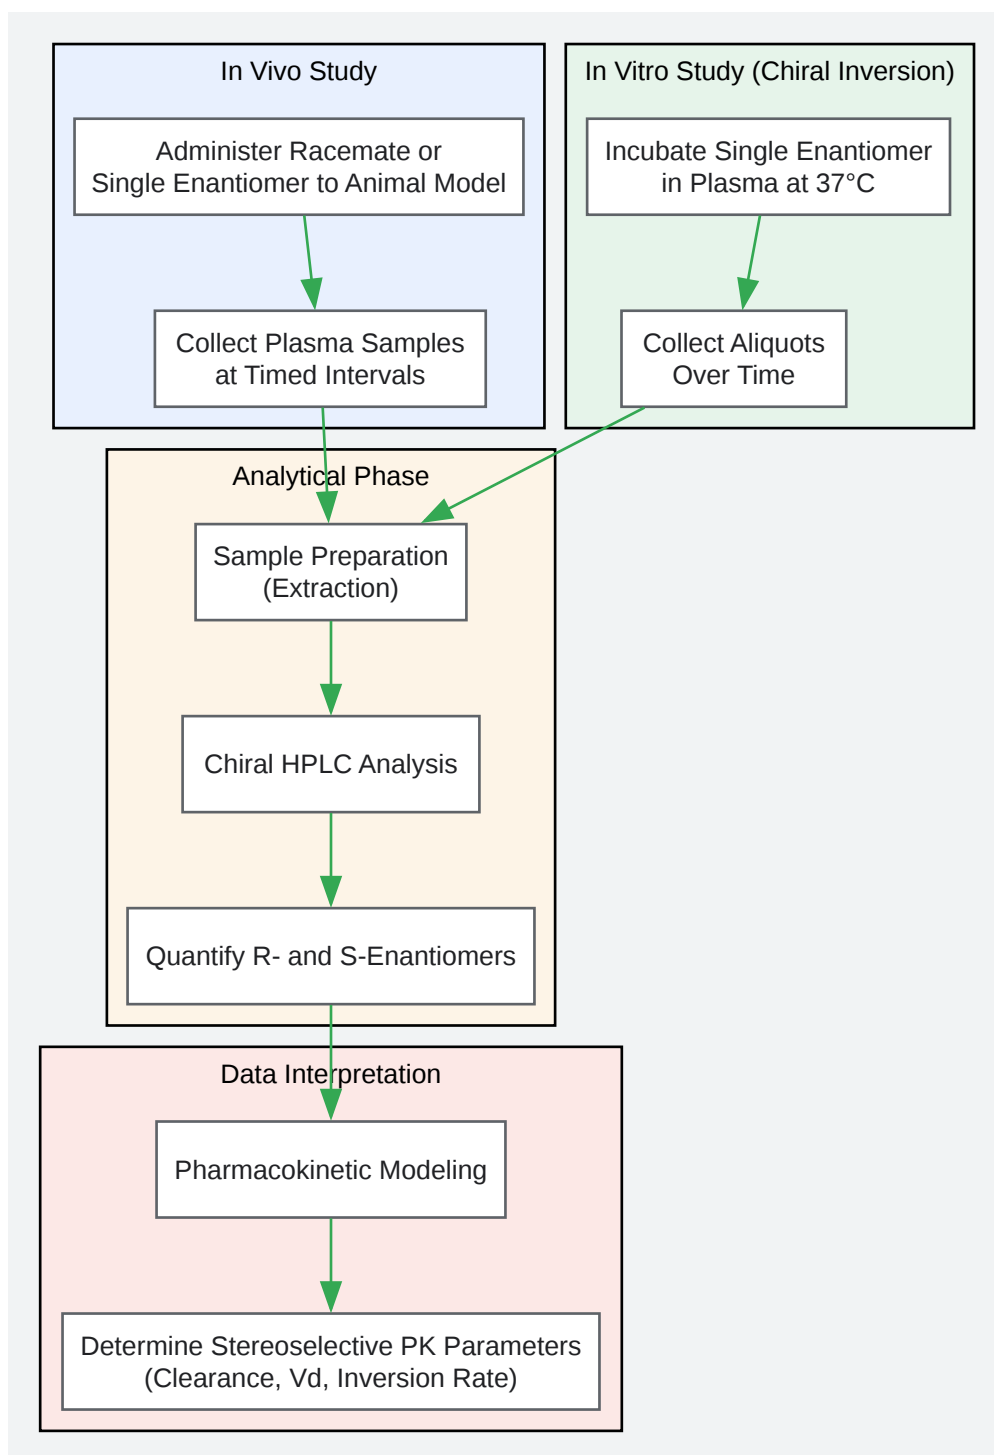 In Vivo Study
Administer Racemate or
Single Enantiomer to Animal Model
Collect Plasma Samples
at Timed Intervals
In Vitro Study (Chiral Inversion)
Incubate Single Enantiomer
in Plasma at 37°C
Collect Aliquots
Over Time
Analytical Phase
Sample Preparation
(Extraction)
Chiral HPLC Analysis
Quantify R- and S-Enantiomers
Data Interpretation
Pharmacokinetic Modeling
Determine Stereoselective PK Parameters
(Clearance, Vd, Inversion Rate)